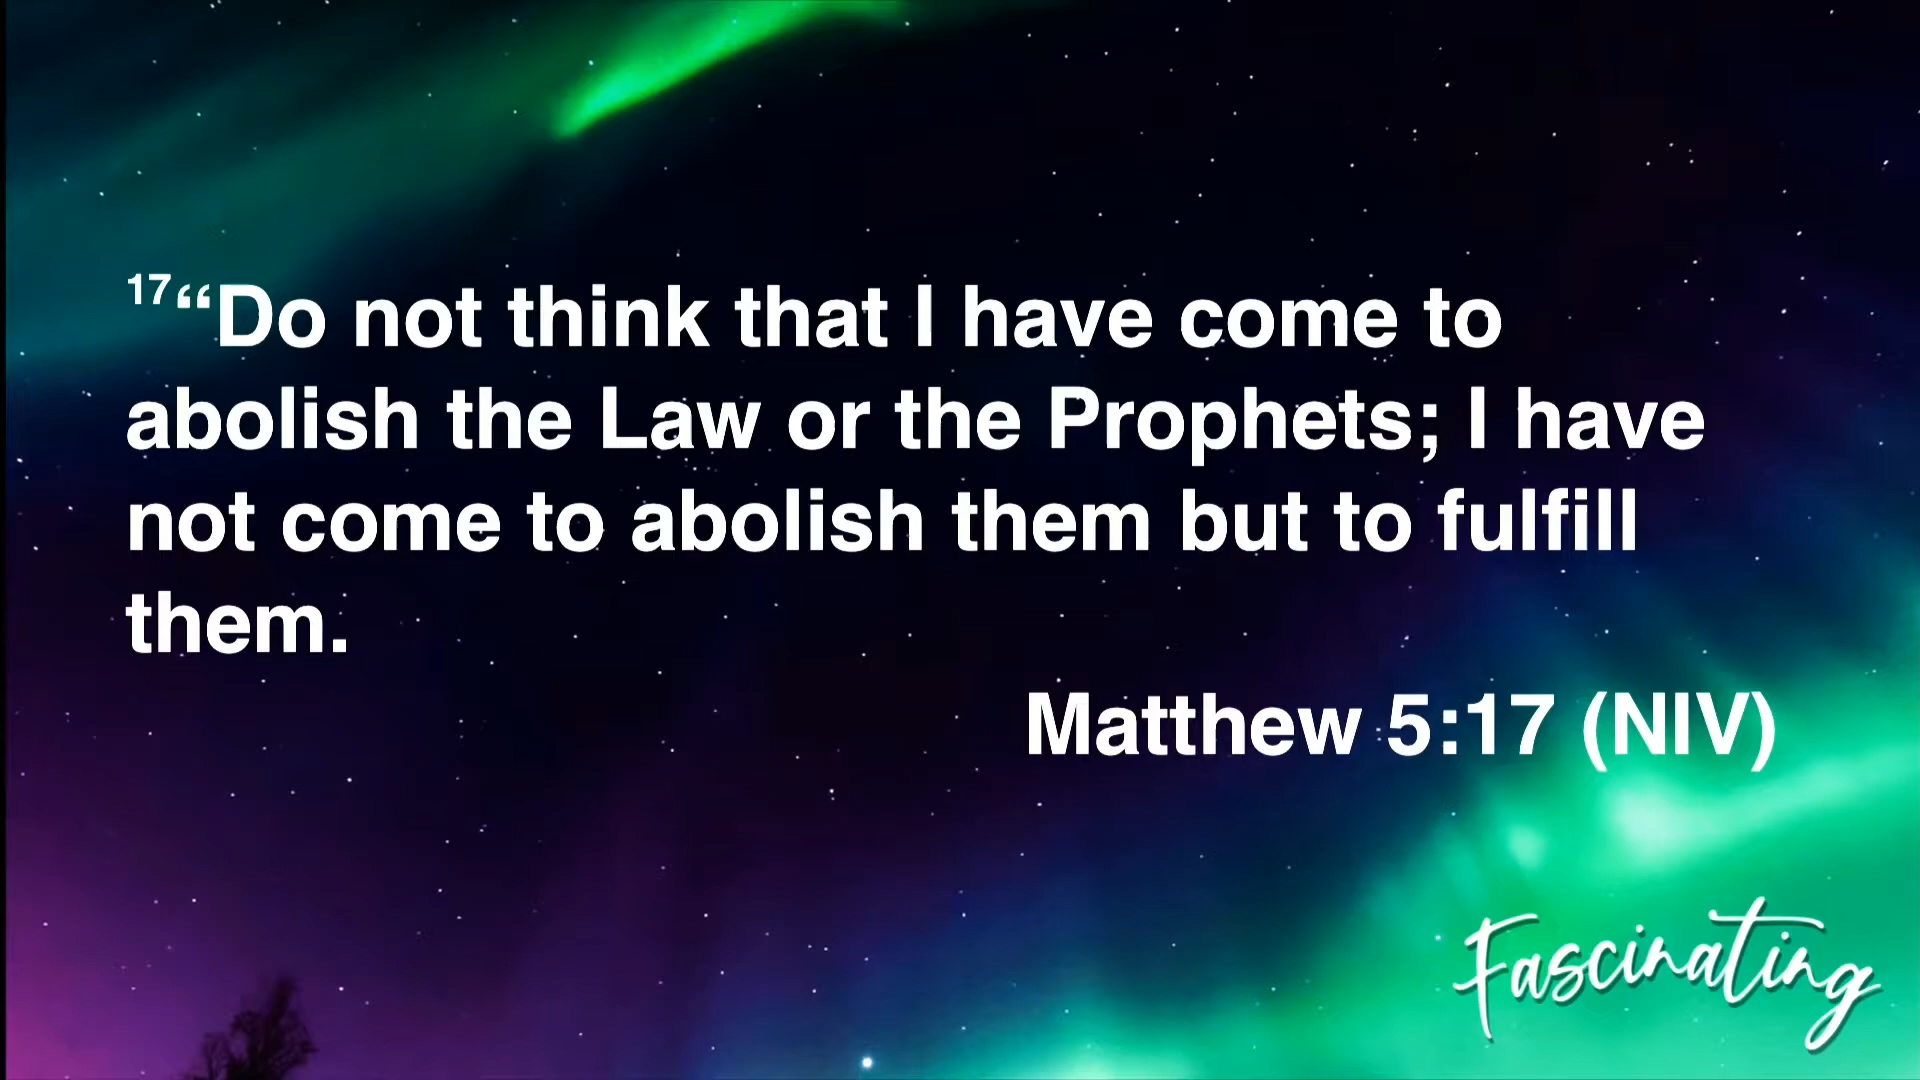 17“Do not think that I have come to
abolish the Law or the Prophets; I have
not come to abolish them but to fulfill
them.
Matthew 5:17 (NIV)
Fascinating